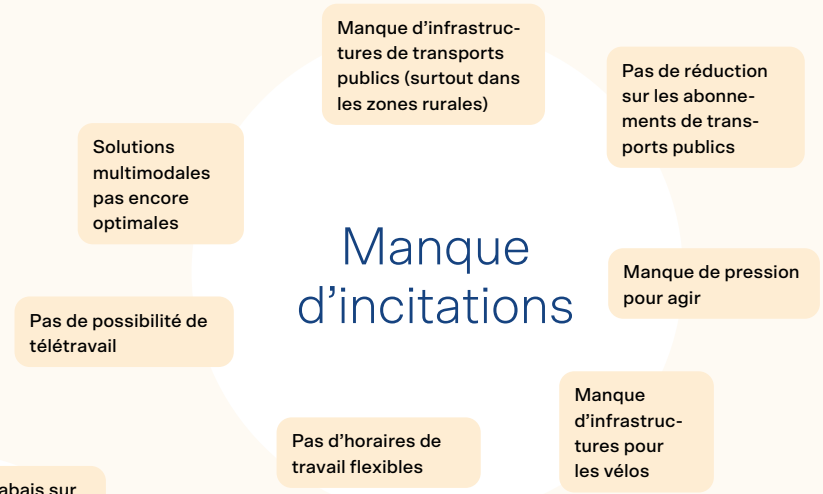 Manque d'infrastruc-
tures de transports
publics (surtout dans
les zones rurales)
Pas de réduction
sur les abonne-
ments de trans-
ports publics
Solutions
multimodales
pas encore
optimales
Manque
d'incitations
Manque de pression
pour agir
Pas de possibilité de
télétravail
Manque
d'infrastruc-
tures pour
les vélos
Pas d'horaires de
travail flexibles
sur